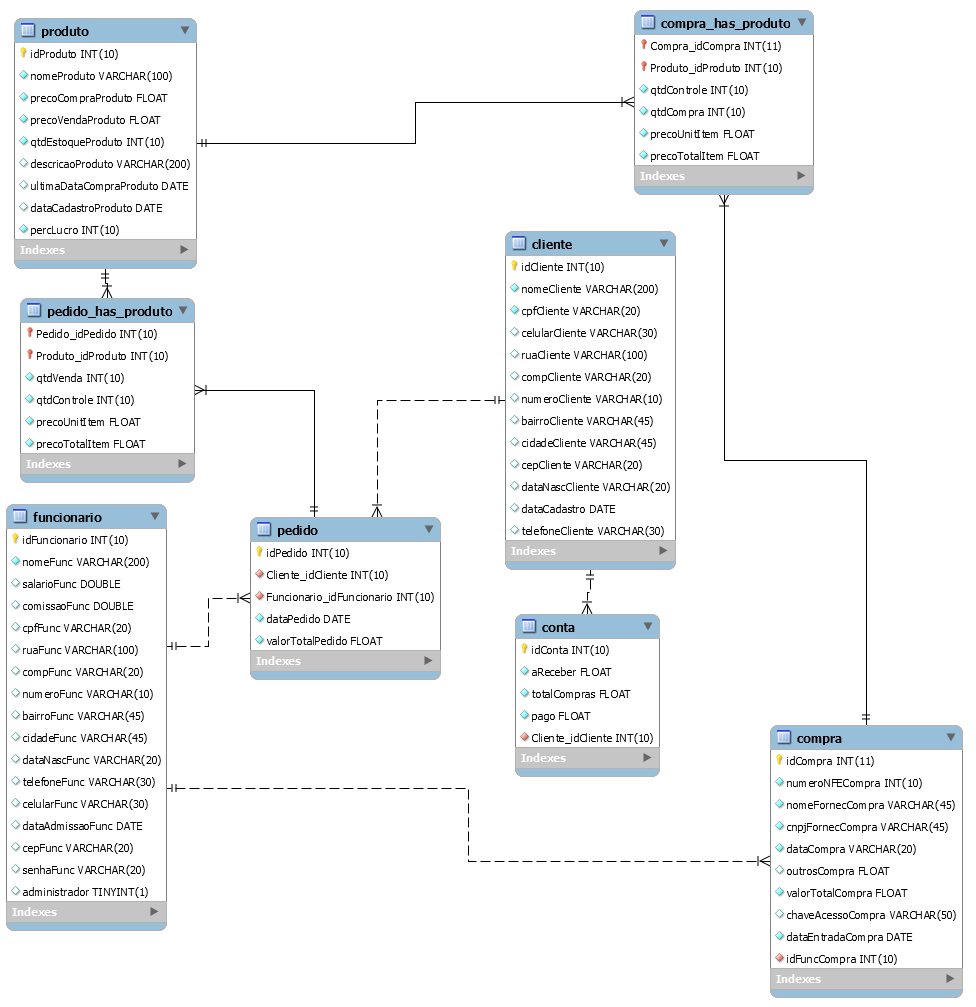 produto
idProduto INT(10)
nomeProduto VARCHAR(100)
precoCompraProduto FLOAT
precoVendaProduto FLOAT
qtdEstoqueProduto INT(10)
descricaoProduto VARCHAR(200)
ultimaDataCompraProduto DATE
dataCadastroProduto DATE
percLucro INT(10)
Indexes
compra_has_produto
Compra_idCompra INT(11)
Produto_idProduto INT(10)
qtdControle INT(10)
qtdCompra INT(10)
precoUnitItem FLOAT
precoTotalItem FLOAT
Indexes
pedido_has_produto
Pedido_idPedido INT(10)
Produto_idProduto INT(10)
qtdVenda INT(10)
qtdControle INT(10)
precoUnitItem FLOAT
precoTotalItem FLOAT
Indexes
cliente
idCliente INT(10)
nomeCliente VARCHAR(200)
cpfCliente VARCHAR(20)
celularCliente VARCHAR(30)
ruaCliente VARCHAR(100)
compCliente VARCHAR(20)
numeroCliente VARCHAR(10)
bairroCliente VARCHAR(45)
cidadeCliente VARCHAR(45)
cepCliente VARCHAR(20)
dataNascCliente VARCHAR(20)
dataCadastro DATE
telefoneCliente VARCHAR(30)
Indexes
funcionario
idFuncionario INT(10)
nomeFunc VARCHAR(200)
salarioFunc DOUBLE
comissaoFunc DOUBLE
cpfFunc VARCHAR(20)
ruaFunc VARCHAR(100)
compFunc VARCHAR(20)
numeroFunc VARCHAR(10)
bairroFunc VARCHAR(45)
cidadeFunc VARCHAR(45)
dataNascFunc VARCHAR(20)
telefoneFunc VARCHAR(30)
celularFunc VARCHAR(30)
dataAdmissaoFunc DATE
cepFunc VARCHAR(20)
senhaFunc VARCHAR(20)
administrador TINYINT(1)
Indexes
pedido
idPedido INT(10)
Cliente_idCliente INT(10)
Funcionario_idFuncionario INT(10)
dataPedido DATE
valorTotalPedido FLOAT
Indexes
conta
idConta INT(10)
aReceber FLOAT
totalCompras FLOAT
pago FLOAT
Cliente_idCliente INT(10)
Indexes
compra
idCompra INT(11)
numeroNFECompra INT(10)
nomeFornecCompra VARCHAR(45)
cnpjFornecCompra VARCHAR(45)
dataCompra VARCHAR(20)
outrosCompra FLOAT
valorTotalCompra FLOAT
chaveAcessoCompra VARCHAR(50)
dataEntradaCompra DATE
idFuncCompra INT(10)
Indexes